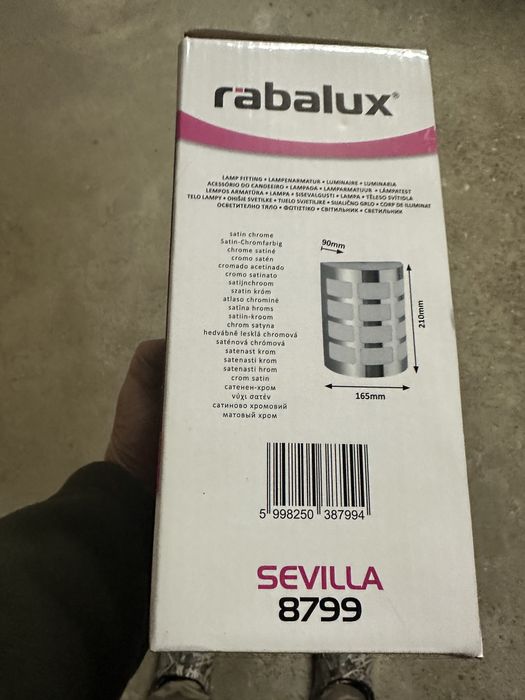 rabalux®
LAMP FITTING • LAMPENARMATUR • LUMINAIRE • LUMINARIA
ACESSÓRIO DO CANDEEIRO • LAMPADA • LAMPARMATUUR • LÁMPATEST
LEMPOS ARMATŪRA • LAMPA • SISEVALGUSTI • LAMPA • TĚLESO SVÍTIDLA
TELO LAMPY • OHIŠJE SVETILKE • TIJELO SVJETILJKE • SIJALIČNO GRLO • CORP DE ILUMINAT
ОСВЕТИТЕЛНО ТЯЛО • ΦΩΤΙΣΤΙΚΟ • СВІТИЛЬНИК • СВЕТИЛЬНИК
satin chrome
Satin-Chromfarbig
chrome satiné
cromo satén
cromado acetinado
cromo satinato
satijnchroom
szatin króm
atlaso chrominė
satīna hroms
satiin-kroom
chrom satyna
hedvábně lesklá chromová
saténová chrómová
satenast krom
satenasti krom
satenasti hrom
crom satin
сатенен-хром
νύχι σατέν
сатиново хромовий
матовый хром
90mm
210mm
165mm
5 998250 387994
SEVILLA
8799